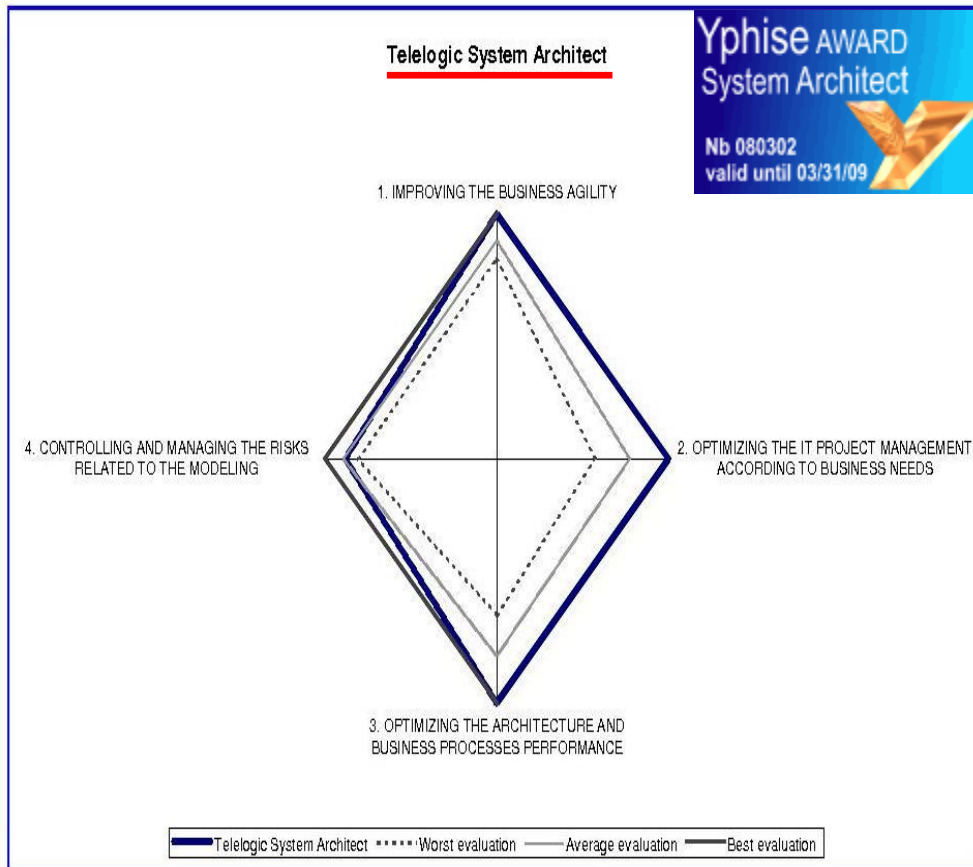 Telelogic System Architect
Yphise AWARD
System Architect
Nb 080302
valid until 03/31/09
1. IMPROVING THE BUSINESS AGILITY
4. CONTROLLING AND MANAGING THE RISKS
RELATED TO THE MODELING
2. OPTIMIZING THE IT PROJECT MANAGEMENT
ACCORDING TO BUSINESS NEEDS
3. OPTIMIZING THE ARCHITECTURE AND
BUSINESS PROCESSES PERFORMANCE
Telelogic System Architect Worst evaluation Average evaluation Best evaluation